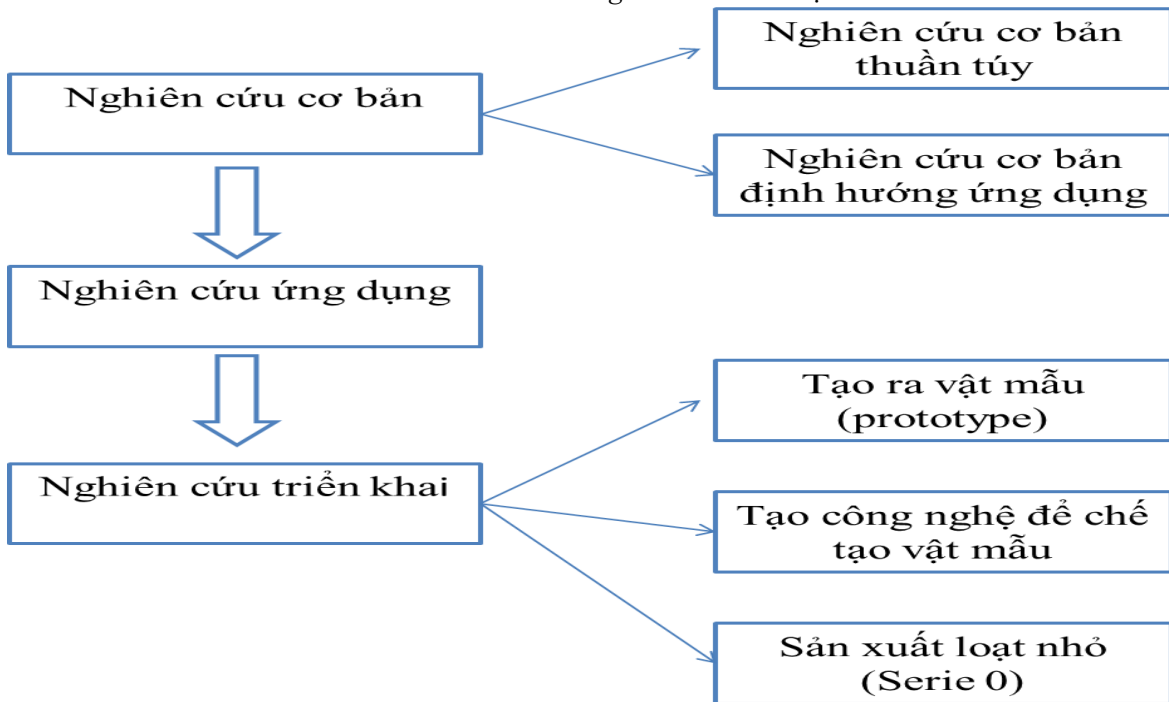 Nghiên cứu cơ bản
thuần túy
Nghiên cứu cơ bản
Nghiên cứu cơ bản
định hướng ứng dụng
Nghiên cứu ứng dụng
Tạo ra vật mẫu
(prototype)
Nghiên cứu triển khai
Tạo công nghệ để chế
tạo vật mẫu
Sản xuất loạt nhỏ
(Serie 0)